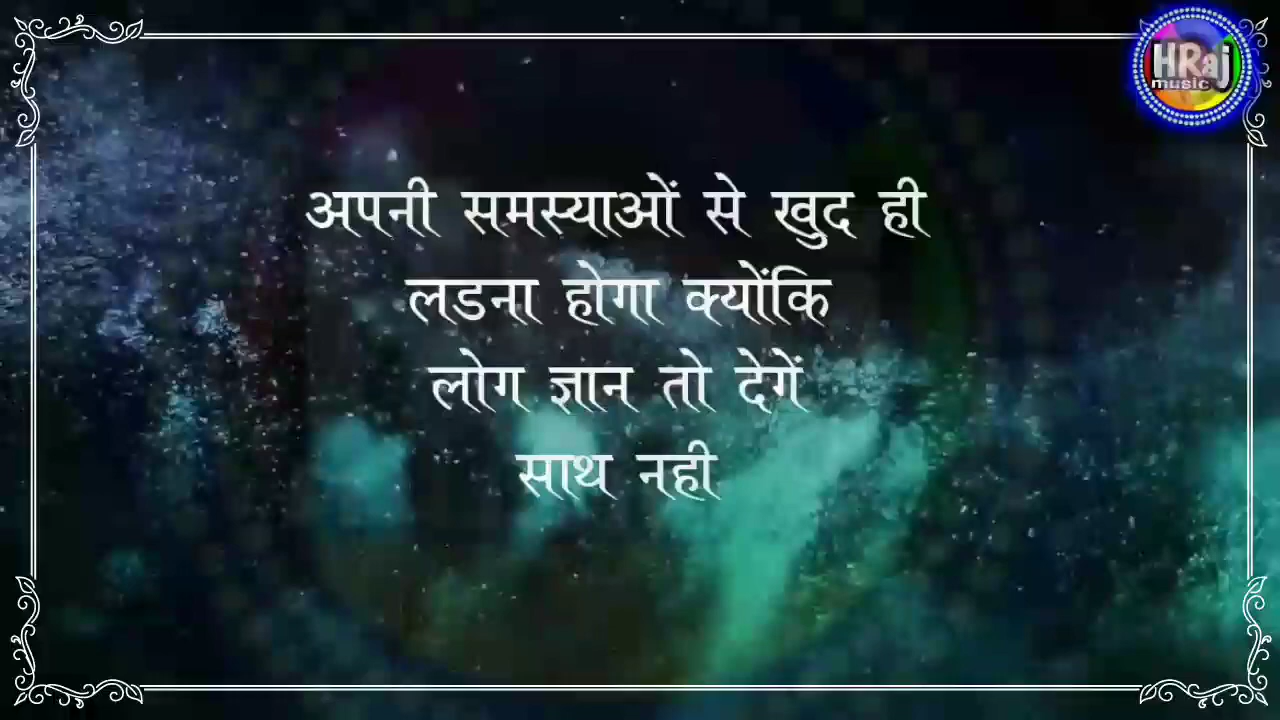 HRaj
music
अपनी समस्याओं से खुद ही
लडना होगा क्योंकि
लोग ज्ञान तो देगें
साथ नही